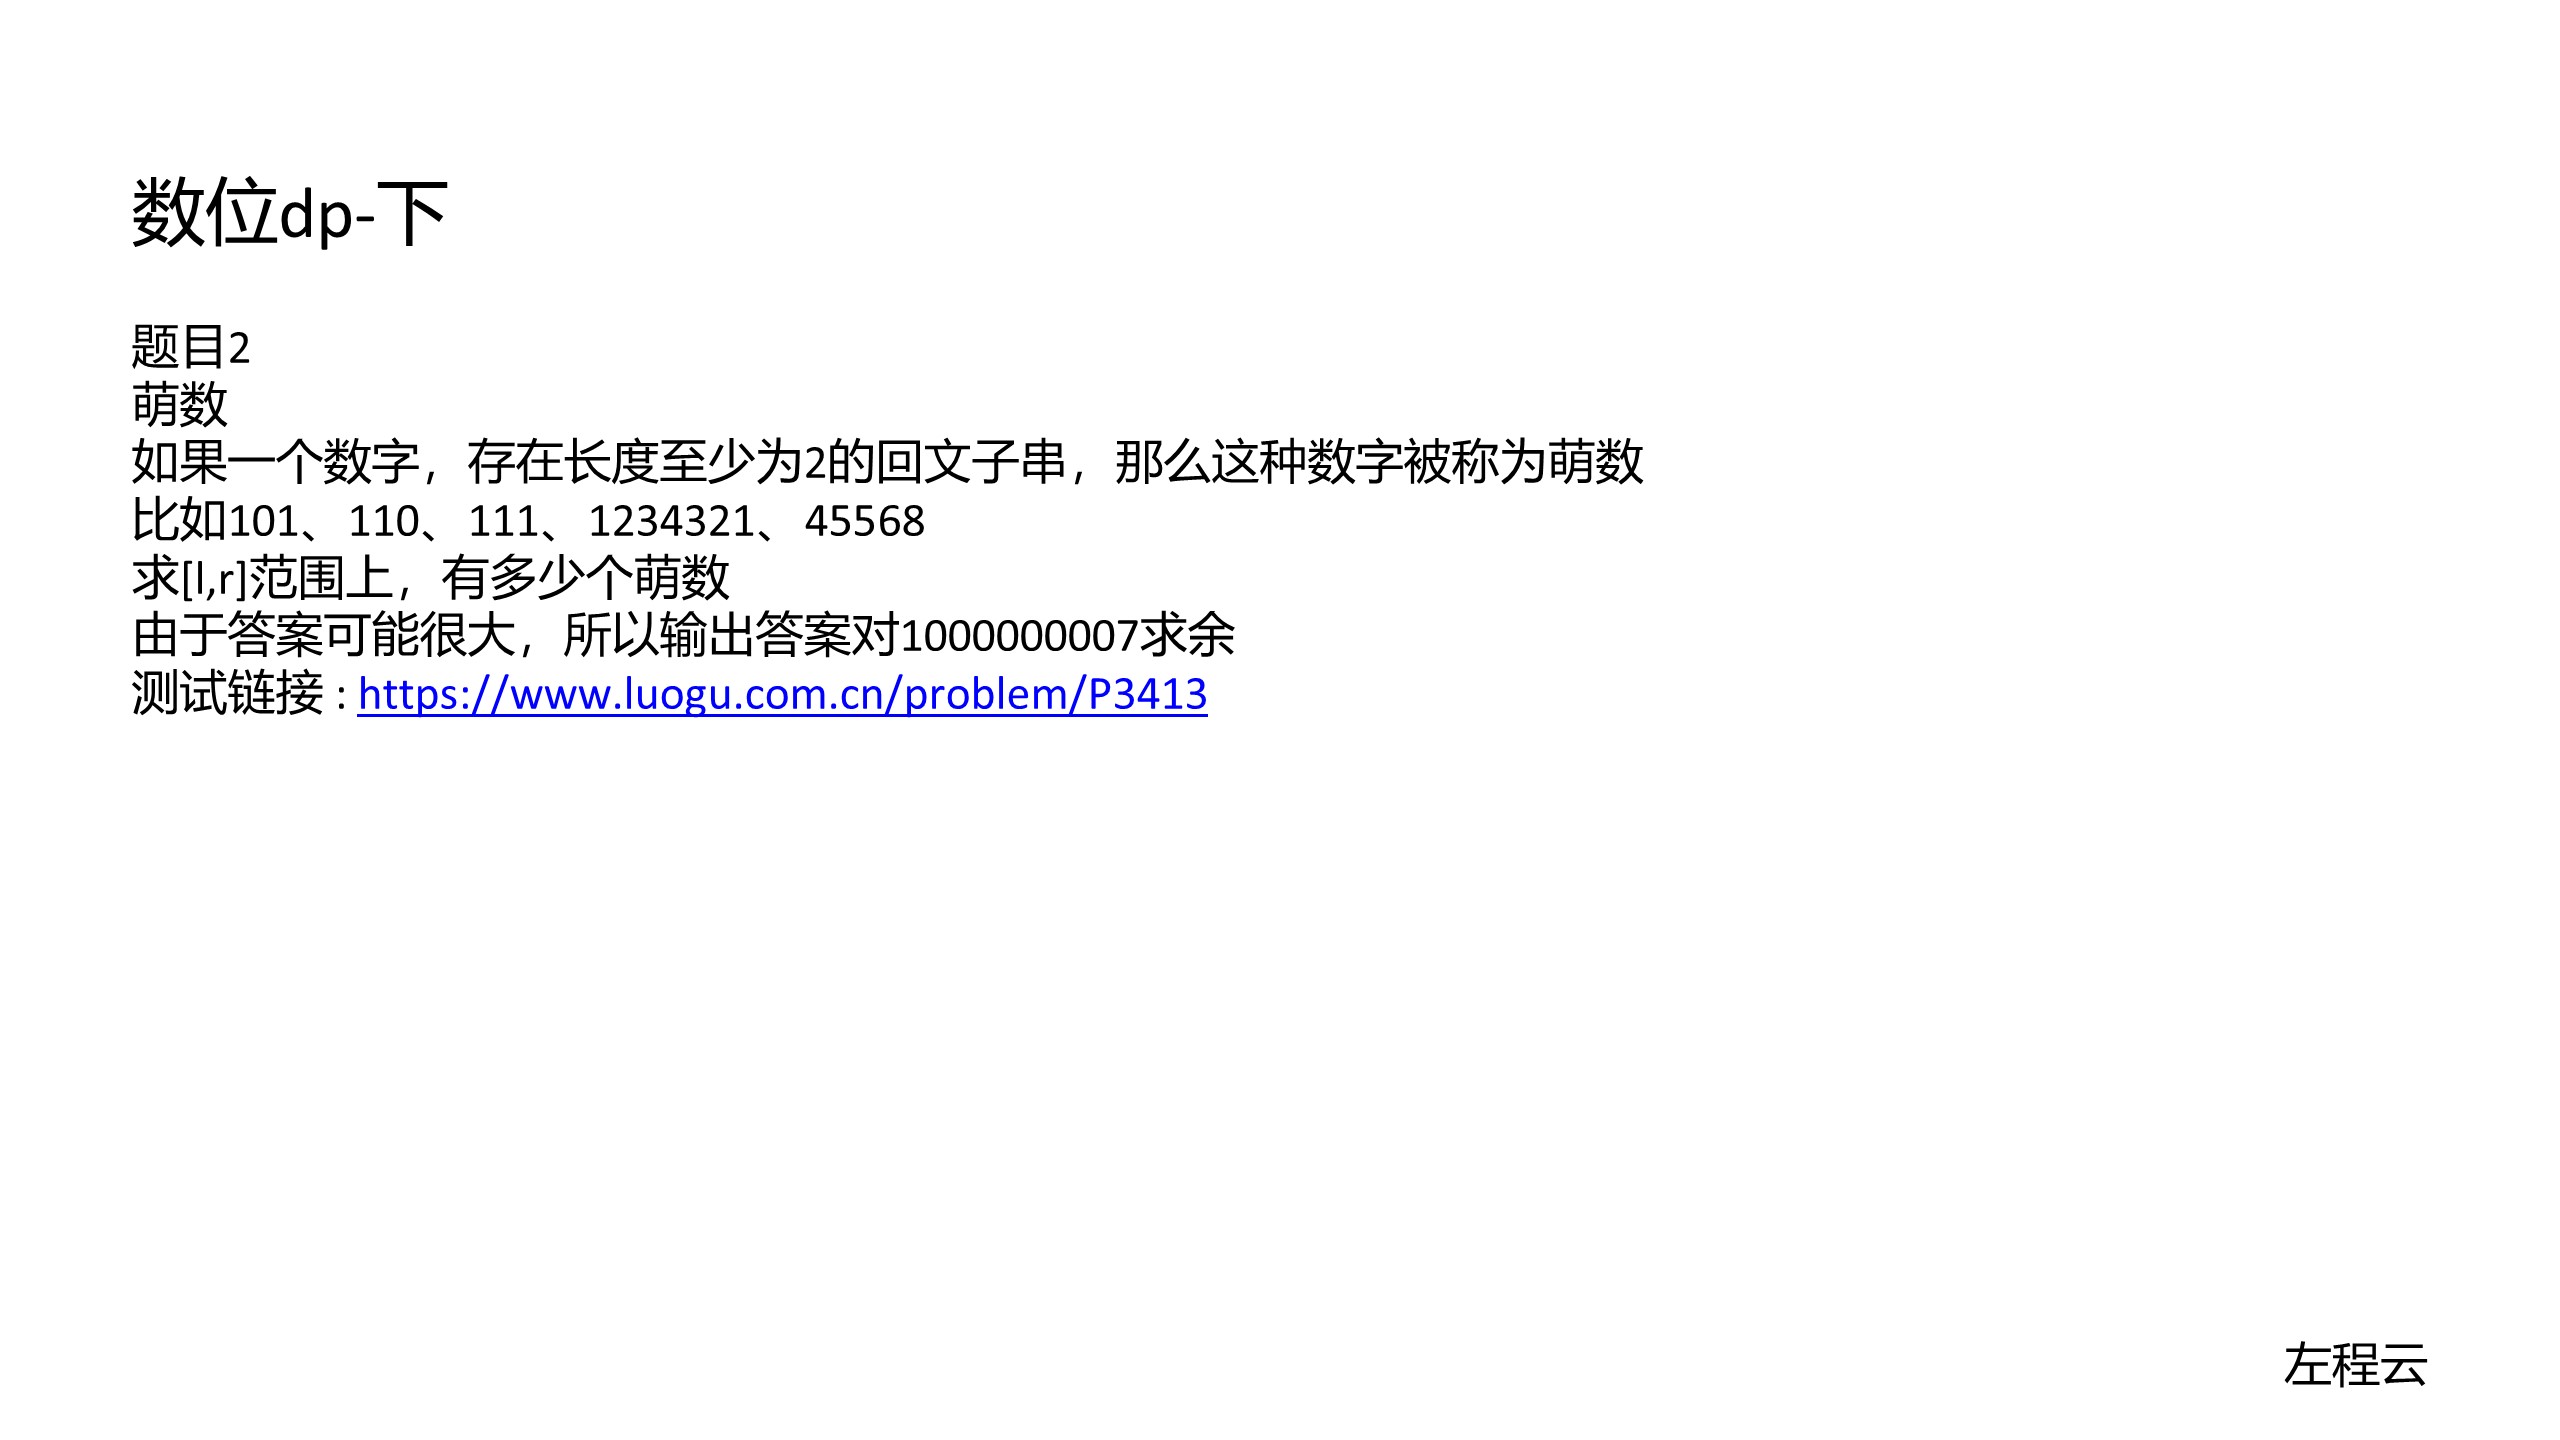 数位dp-下
题目2
萌数
如果一个数字，存在长度至少为2的回文子串，那么这种数字被称为萌数
比如101、110、111、1234321、45568
求[l,r]范围上，有多少个萌数
由于答案可能很大，所以输出答案对1000000007求余
测试链接 : https://www.luogu.com.cn/problem/P3413
左程云